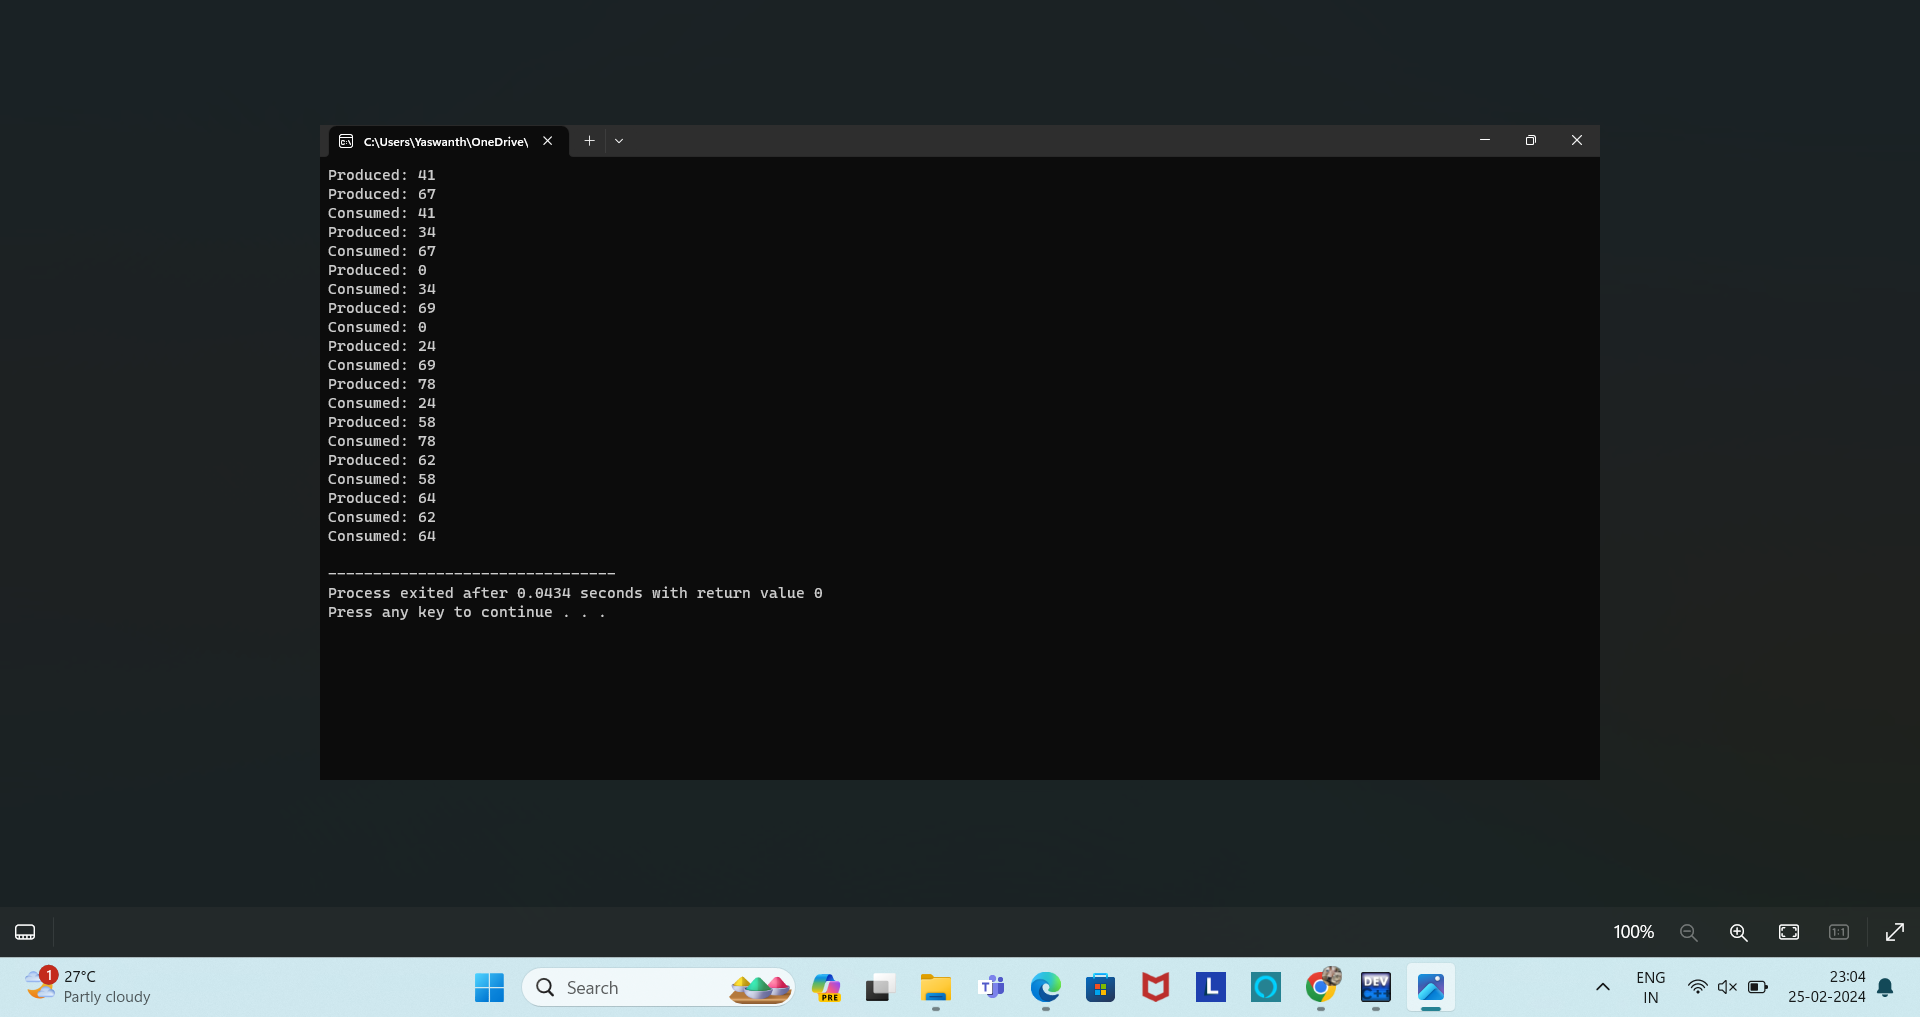 C:\Users\Yaswanth\OneDrive\
Produced: 41
Produced: 67
Consumed: 41
Produced: 34
Consumed: 67
Produced: 0
Consumed: 34
Produced: 69
Consumed: 0
Produced: 24
Consumed: 69
Produced: 78
Consumed: 24
Produced: 58
Consumed: 78
Produced: 62
Consumed: 58
Produced: 64
Consumed: 62
Consumed: 64
--------------------------------
Process exited after 0.0434 seconds with return value 0
Press any key to continue . . .
100%
1:1
1
27°C
Partly cloudy
Search
PRE
T
L
DEV
C++
ENG
IN
23:04
25-02-2024